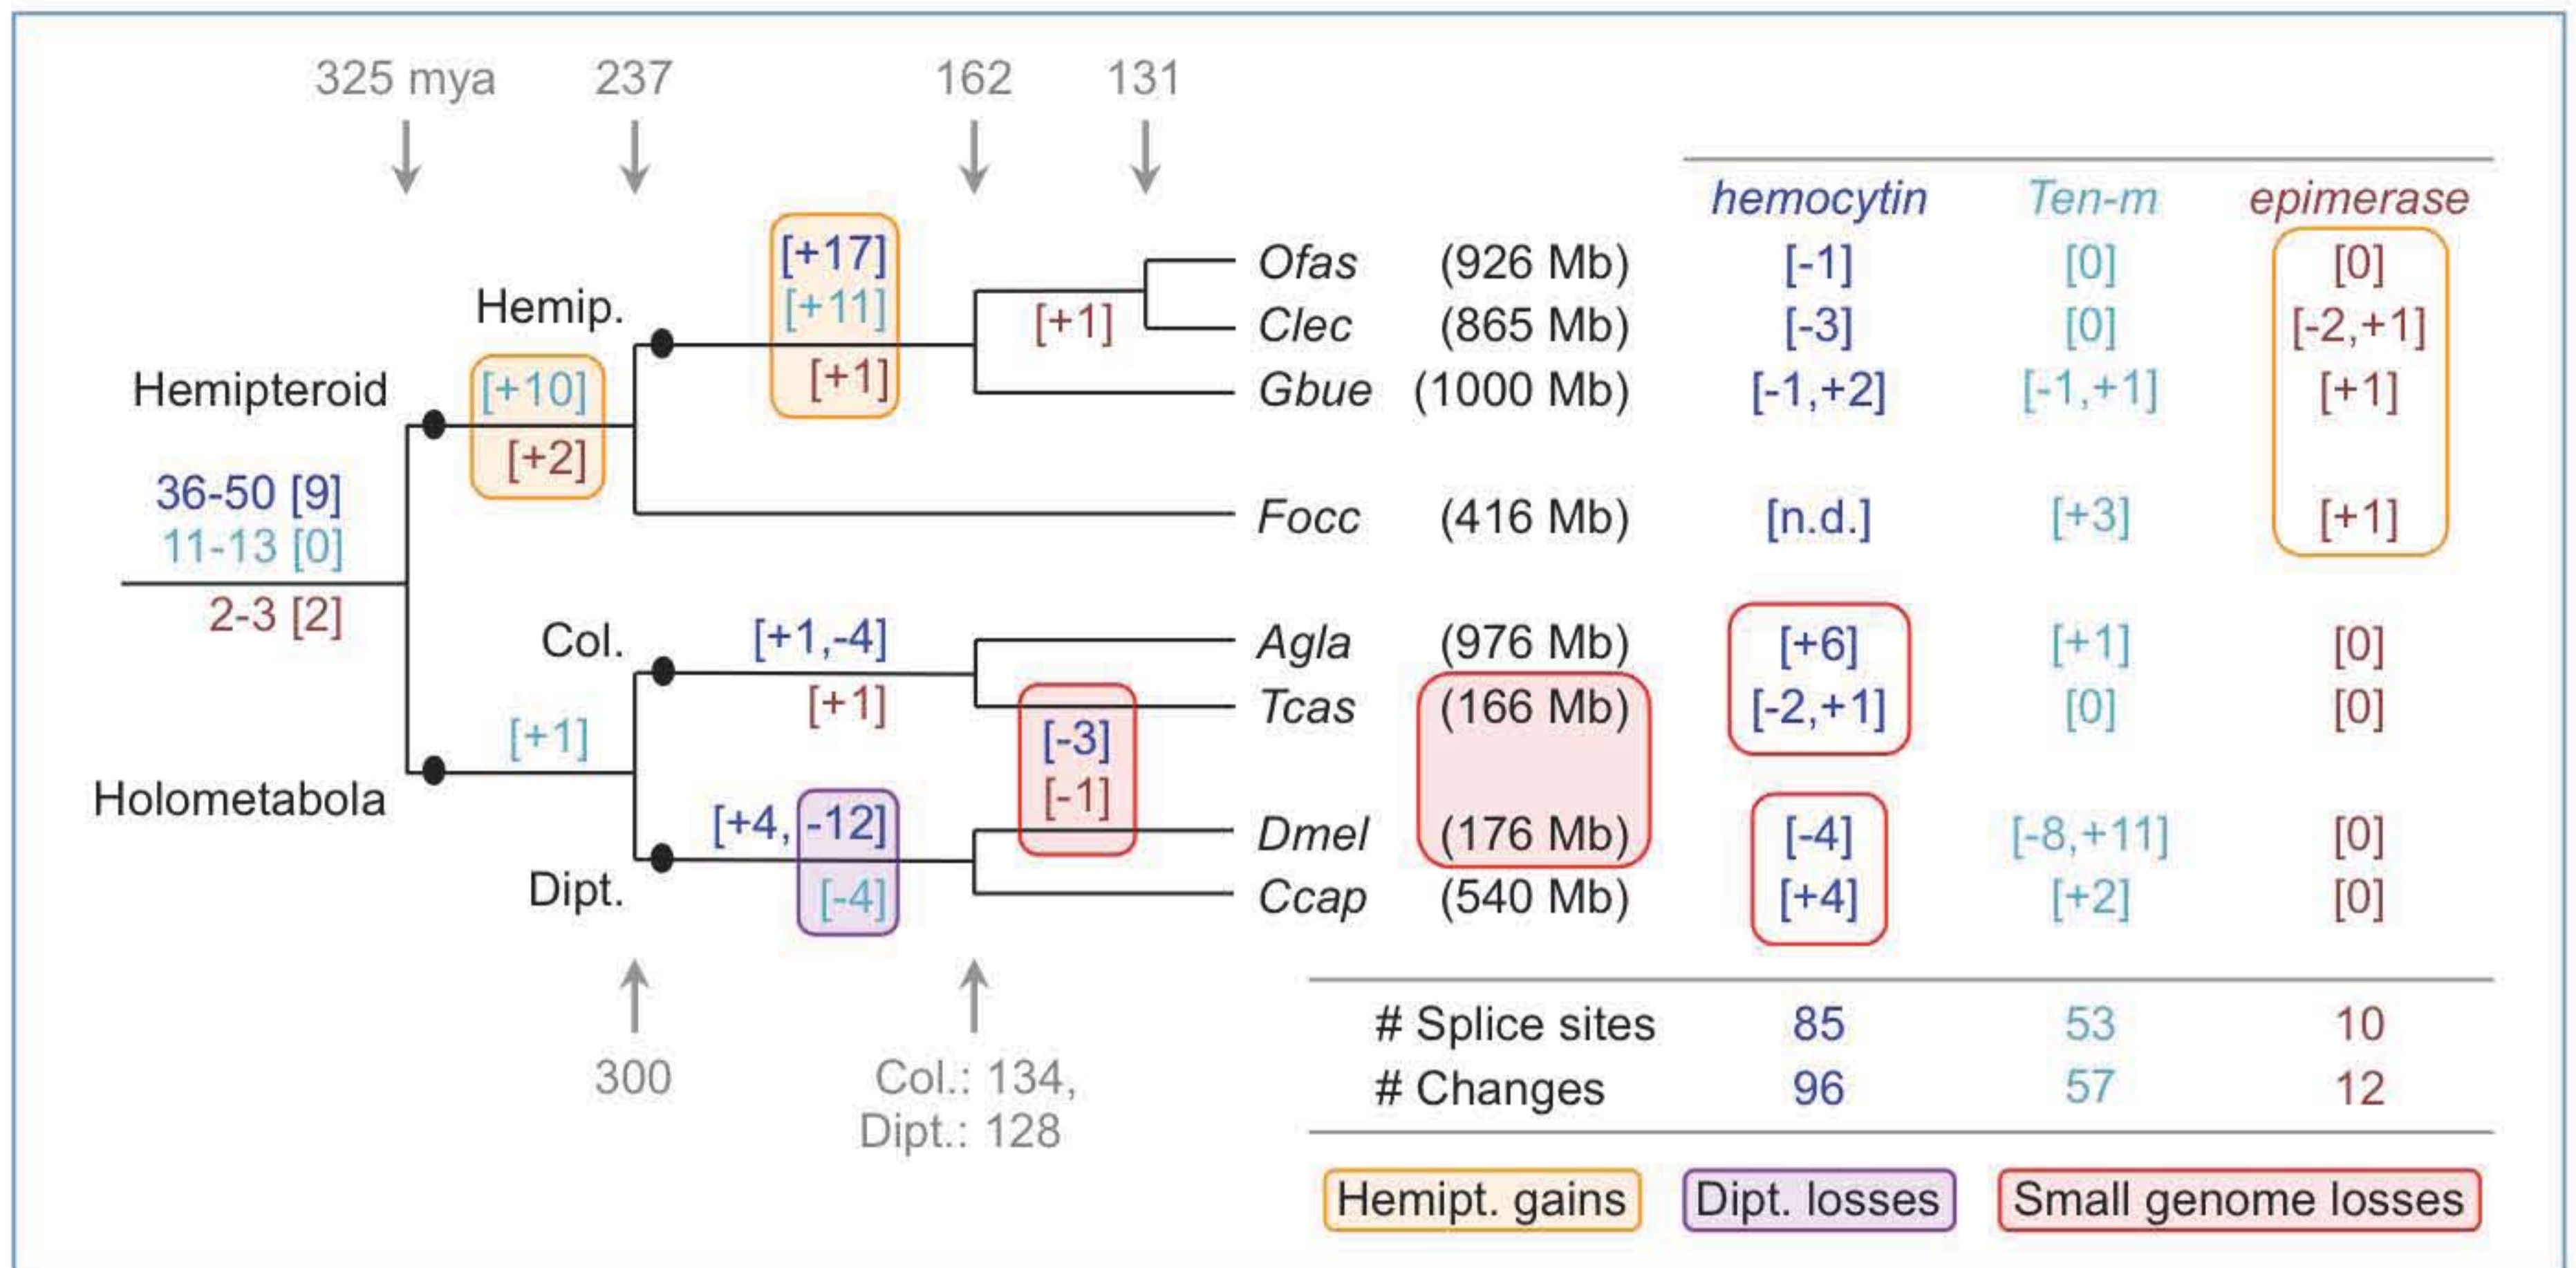 325 mya 237 162 131
hemocytin Ten-m epimerase
[+17]
Ofas (926 Mb) [-1] [0] [0]
[+11]
Hemip.
[+1]
Clec (865 Mb) [-3] [0] [-2,+1]
[+1]
Hemipteroid
[+10]
Gbue (1000 Mb) [-1,+2] [-1,+1] [+1]
[+2]
36-50 [9]
Focc (416 Mb) [n.d.] [+3] [+1]
11-13 [0]
2-3 [2]
Col.
[+1,-4]
Agla (976 Mb) [+6] [+1] [0]
[+1]
Tcas (166 Mb) [-2,+1] [0] [0]
[+1]
[-3]
[-1]
Holometabola
[+4, -12]
Dmel (176 Mb) [-4] [-8,+11] [0]
Dipt.
[-4]
Ccap (540 Mb) [+4] [+2] [0]
# Splice sites 85 53 10
300
Col.: 134,
# Changes 96 57 12
Dipt.: 128
Hemipt. gains Dipt. losses Small genome losses